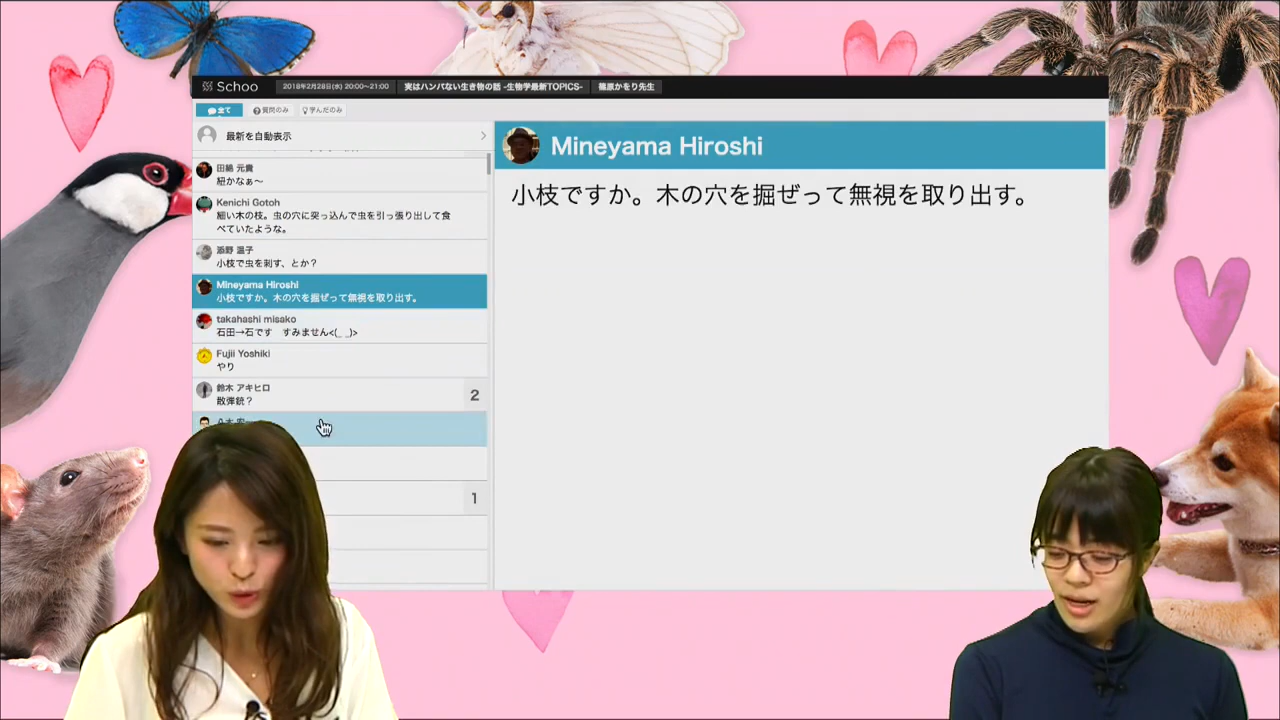 Schoo
2018年2月28日(水) 20:00~21:00
実はハンパない生き物の話 -生物学最新TOPICS-
篠原かをり先生
全て
質問のみ
学んだのみ
最新を自動表示
紐かなぁ～
Kenichi Gotoh
細い木の枝。虫の穴に突っ込んで虫を引っ張り出して食
べていたような。
添野 温子
小枝で虫を刺す、とか？
Mineyama Hiroshi
小枝ですか。木の穴を掘ぜって無視を取り出す。
takahashi misako
石田→石です　すみません<(_ _)>
Fujii Yoshiki
やり
鈴木 アキヒロ
散弾銃？
2
1
Mineyama Hiroshi
小枝ですか。木の穴を掘ぜって無視を取り出す。